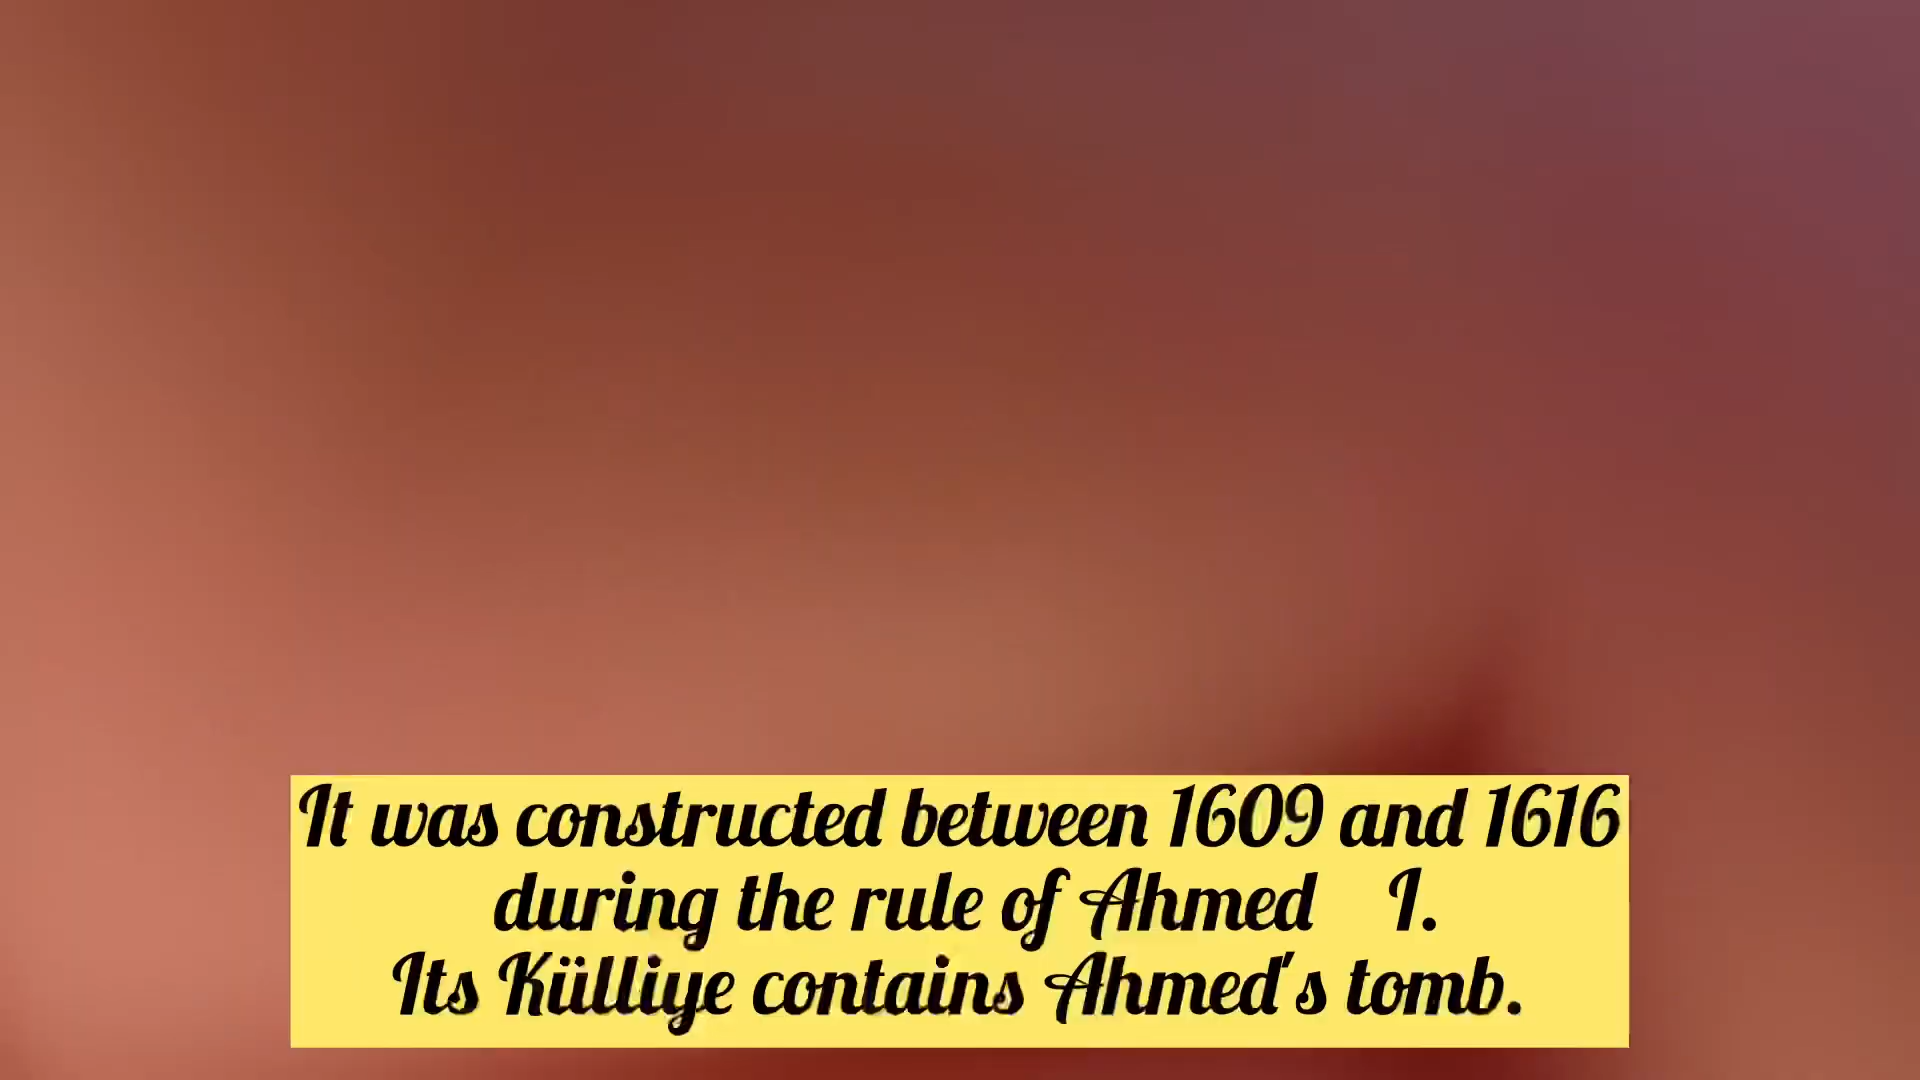 It was constructed between 1609 and 1616
during the rule of Ahmed I.
Its Külliye contains Ahmed's tomb.